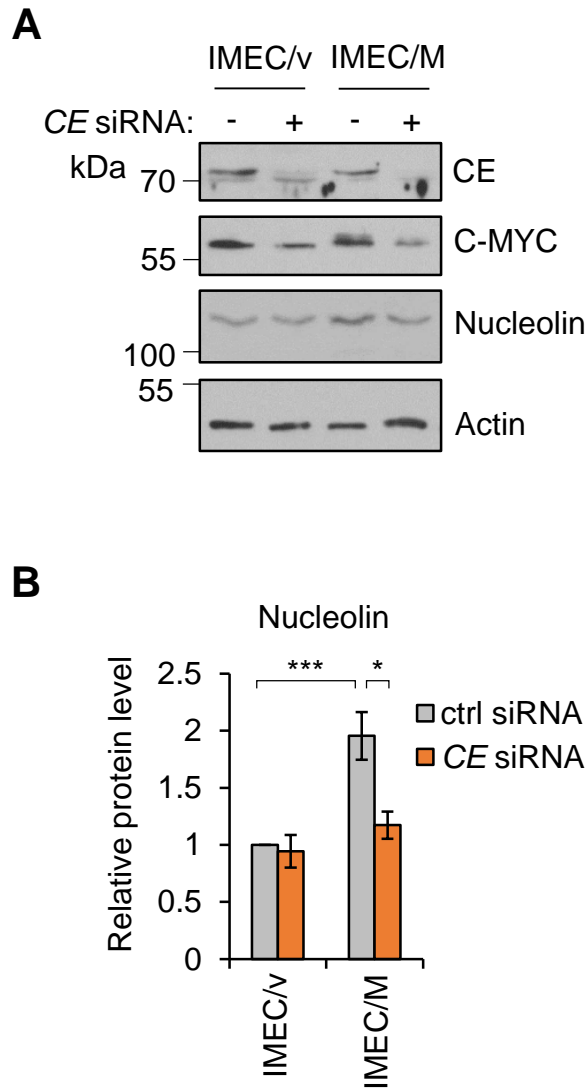 A
IMEC/v IMEC/M
CE siRNA: - + - +
kDa 70 CE
55 C-MYC
100 Nucleolin
55 Actin
B
Nucleolin
*** *
Relative protein level
2.5
2
1.5
1
0.5
0
ctrl siRNA
CE siRNA
IMEC/v
IMEC/M